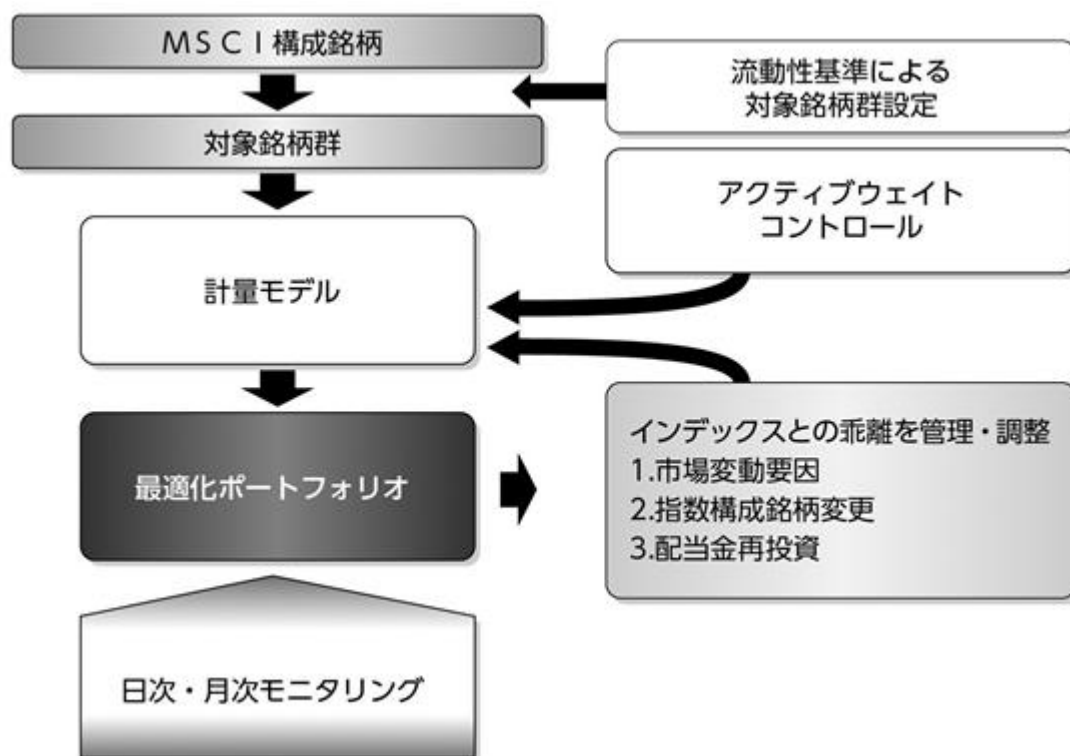 MSCI構成銘柄
流動性基準による
対象銘柄群設定
対象銘柄群
アクティブウェイト
コントロール
計量モデル
最適化ポートフォリオ
インデックスとの乖離を管理・調整
1.市場変動要因
2.指数構成銘柄変更
3.配当金再投資
日次・月次モニタリング